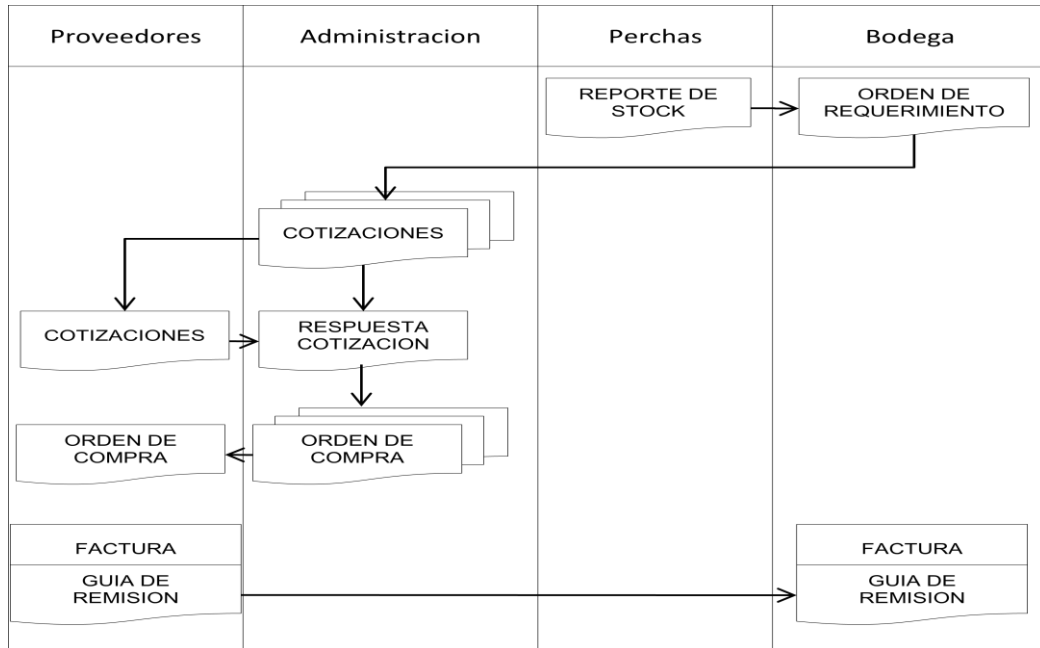 Proveedores
Administracion
Perchas
Bodega
REPORTE DE
STOCK
ORDEN DE
REQUERIMIENTO
COTIZACIONES
COTIZACIONES
RESPUESTA
COTIZACION
ORDEN DE
COMPRA
ORDEN DE
COMPRA
FACTURA
GUIA DE
REMISION
FACTURA
GUIA DE
REMISION